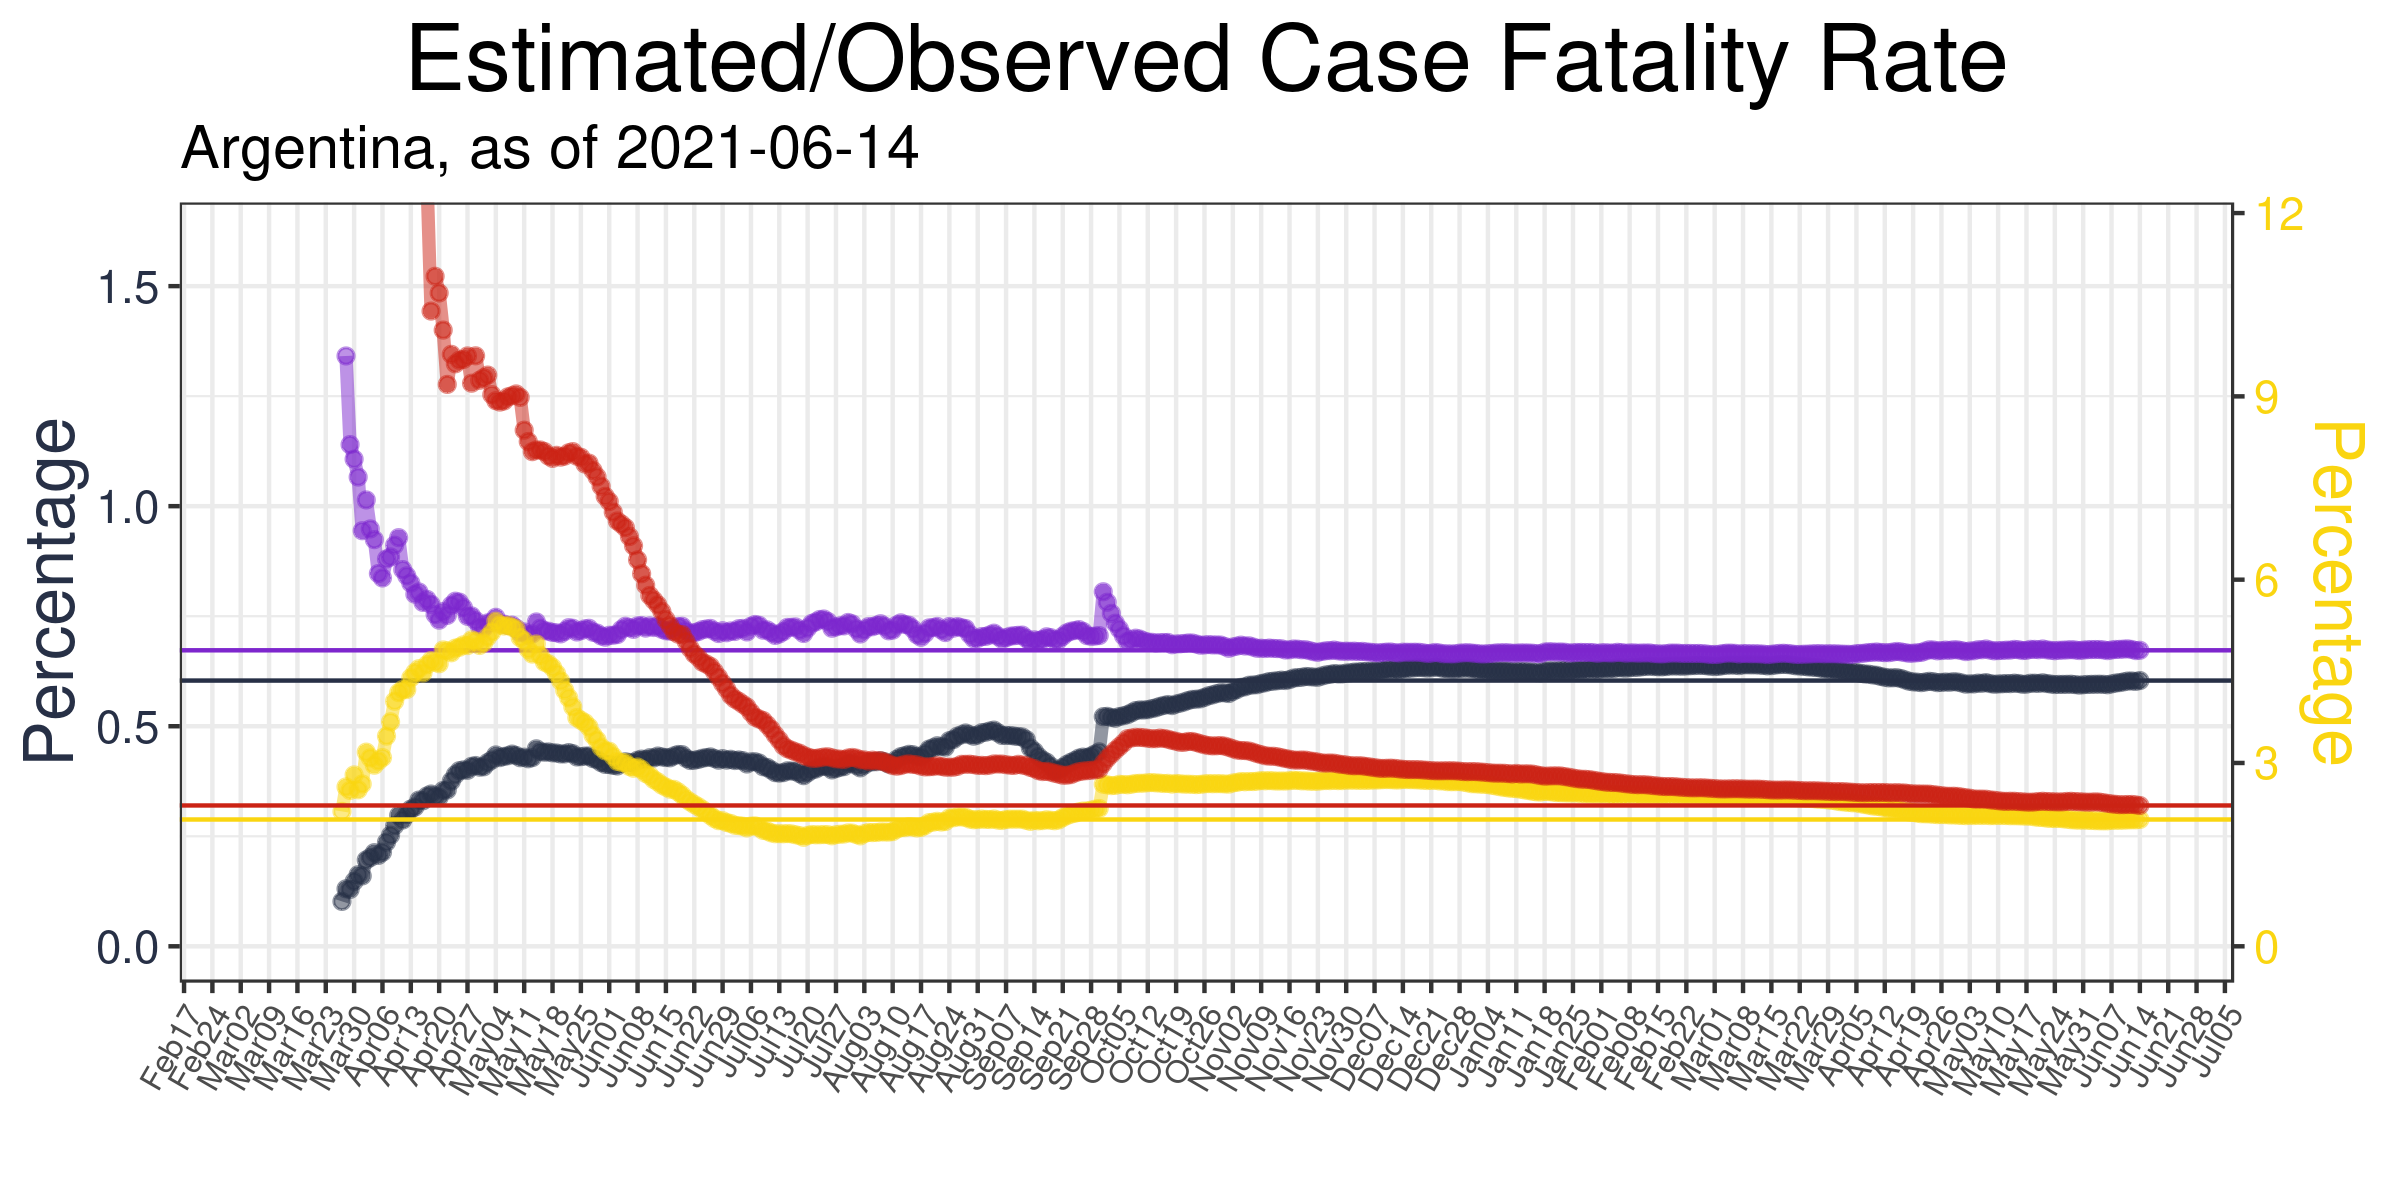 Estimated/Observed Case Fatality Rate
Argentina, as of 2021-06-14
Percentage
1.5
1.0
0.5
0.0
12
9
6
3
0
Percentage
Feb17
Feb24
Mar02
Mar09
Mar16
Mar23
Mar30
Apr06
Apr13
Apr20
Apr27
May04
May11
May18
May25
Jun01
Jun08
Jun15
Jun22
Jun29
Jul06
Jul13
Jul20
Jul27
Aug03
Aug10
Aug17
Aug24
Aug31
Sep07
Sep14
Sep21
Sep28
Oct05
Oct12
Oct19
Oct26
Nov02
Nov09
Nov16
Nov23
Nov30
Dec07
Dec14
Dec21
Dec28
Jan04
Jan11
Jan18
Jan25
Feb01
Feb08
Feb15
Feb22
Mar01
Mar08
Mar15
Mar22
Mar29
Apr05
Apr12
Apr19
Apr26
May03
May10
May17
May24
May31
Jun07
Jun14
Jun21
Jun28
Jul05